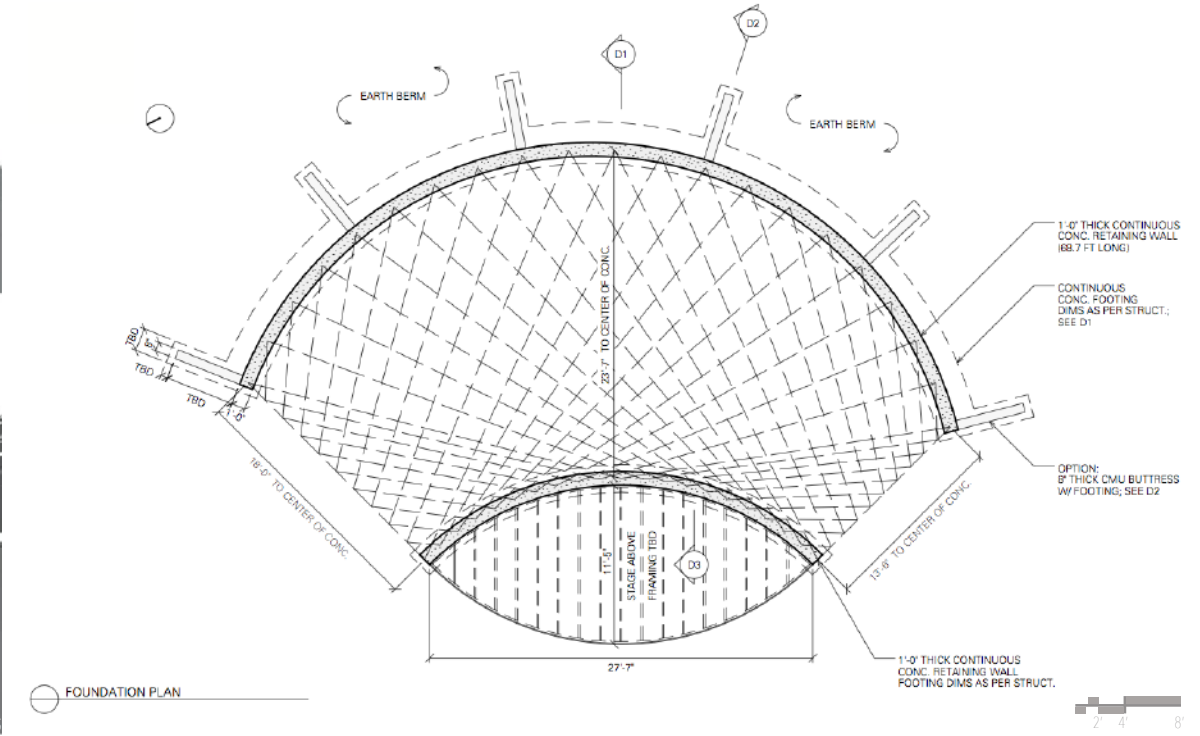 D2
D1
EARTH BERM
EARTH BERM
1'-0" THICK CONTINUOUS
CONC. RETAINING WALL
(68.7 FT LONG)
CONTINUOUS
CONC. FOOTING
DIMS AS PER STRUCT.;
SEE D1
23'-7" TO CENTER OF CONC.
TBD
8"
TBD
TBD
1'-0"
18'-0" TO CENTER OF CONC.
OPTION:
8" THICK CMU BUTTRESS
W/ FOOTING; SEE D2
13'-6" TO CENTER OF CONC.
11'-5"
STAGE ABOVE
FRAMING TBD
D3
27'-7"
1'-0" THICK CONTINUOUS
CONC. RETAINING WALL
FOOTING DIMS AS PER STRUCT.
FOUNDATION PLAN
2' 4' 8'